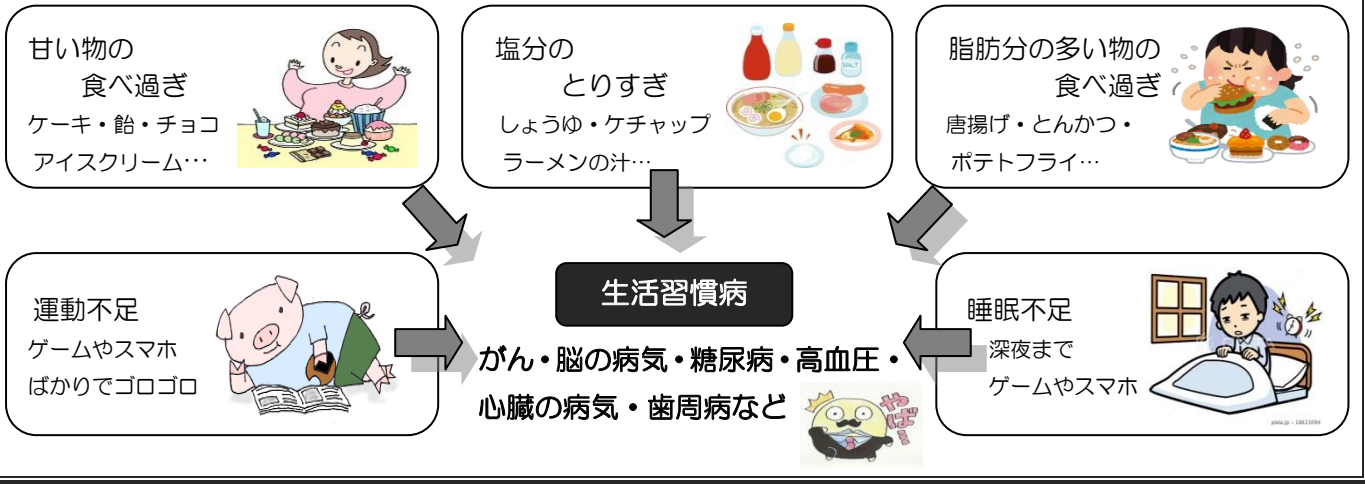 甘い物の
食べ過ぎ
ケーキ・飴・チョコ
アイスクリーム…
塩分の
とりすぎ
しょうゆ・ケチャップ
ラーメンの汁…
SALT
脂肪分の多い物の
食べ過ぎ
唐揚げ・とんかつ・
ポテトフライ…
運動不足
ゲームやスマホ
ばかりでゴロゴロ
生活習慣病
がん・脳の病気・糖尿病・高血圧・
心臓の病気・歯周病など
やば…
睡眠不足
深夜まで
ゲームやスマホ